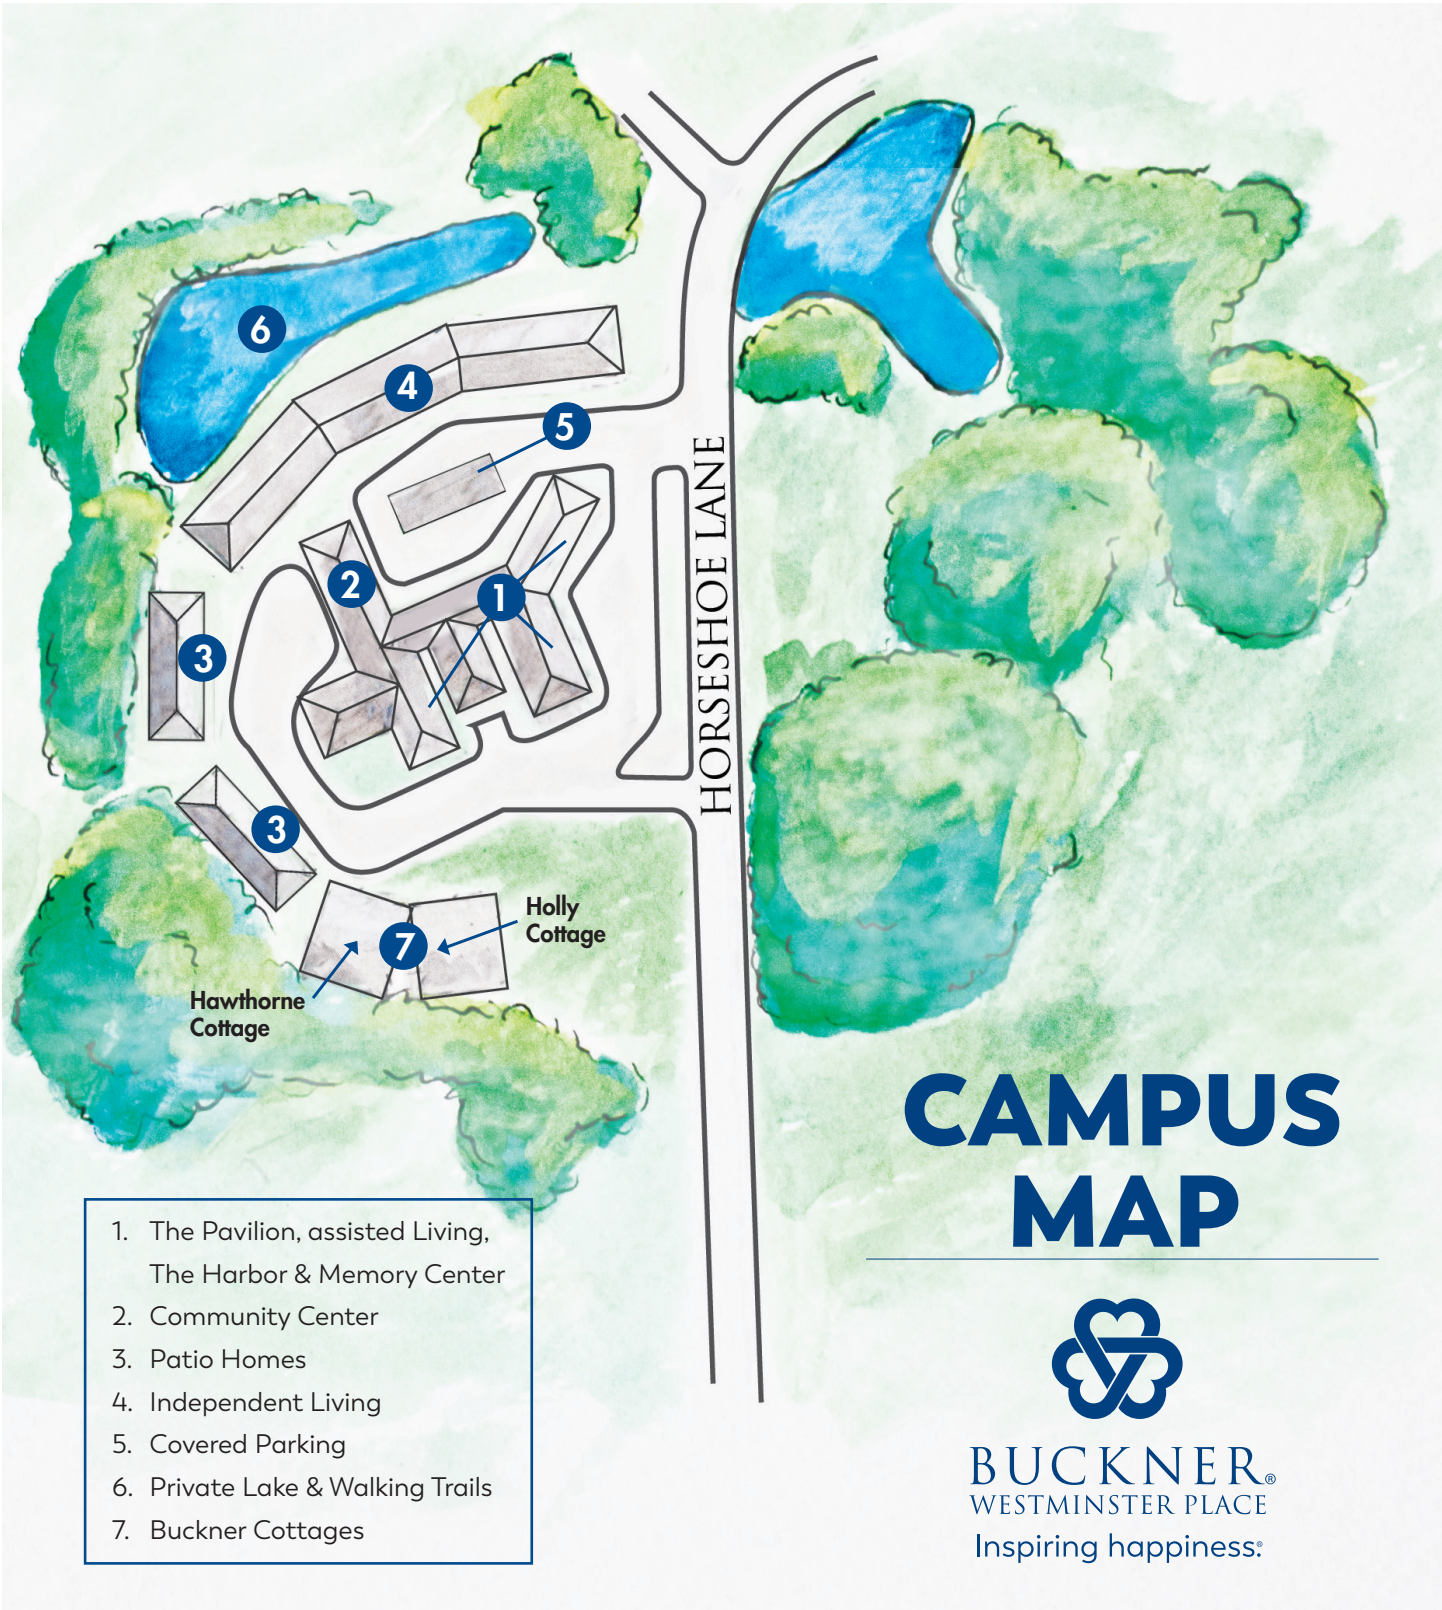 6
4
5
HORSESHOE LANE
2
1
3
3
7
Holly
Cottage
Hawthorne
Cottage
CAMPUS
MAP
1. The Pavilion, assisted Living,
The Harbor & Memory Center
2. Community Center
3. Patio Homes
4. Independent Living
5. Covered Parking
6. Private Lake & Walking Trails
7. Buckner Cottages
BUCKNER®
WESTMINSTER PLACE
Inspiring happiness.®